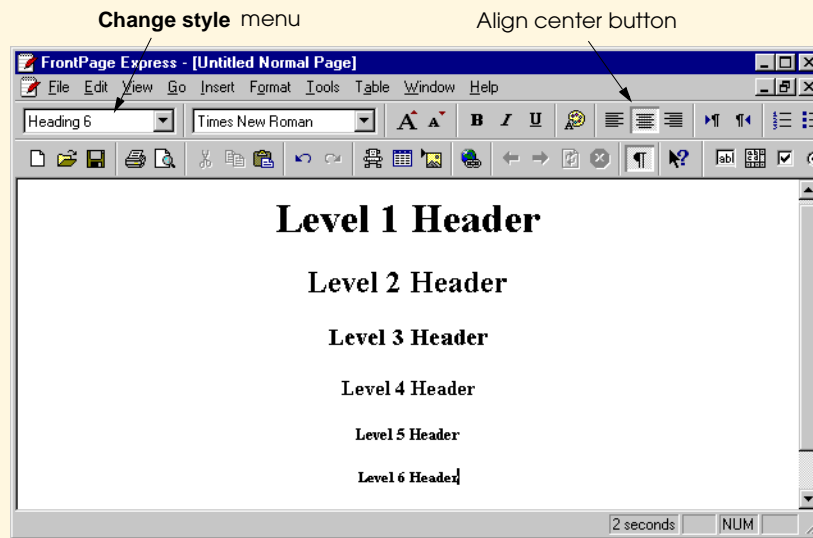 Change style menu
Align center button
FrontPage Express - [Untitled Normal Page]
File Edit View Go Insert Format Tools Table Window Help
Heading 6 Times New Roman A A B I U
abl
Level 1 Header
Level 2 Header
Level 3 Header
Level 4 Header
Level 5 Header
Level 6 Header
2 seconds NUM